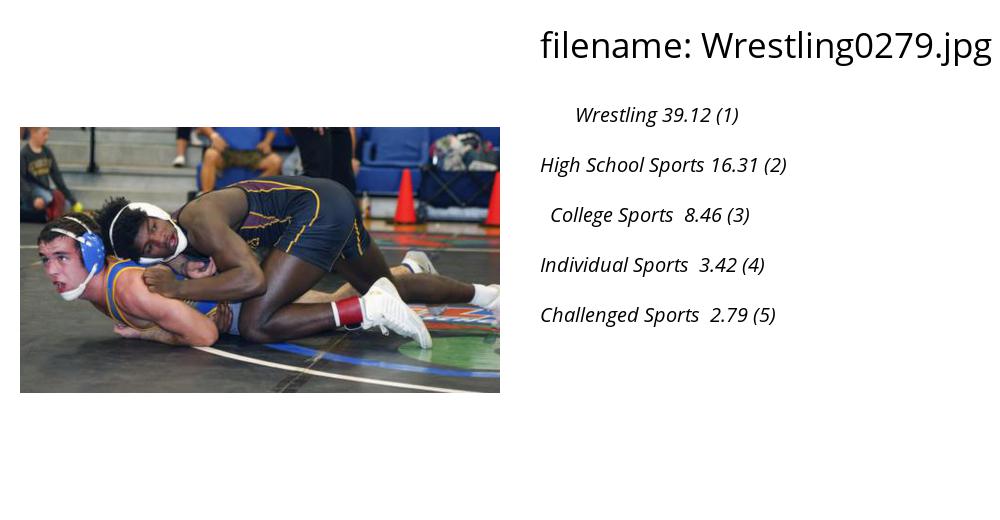 filename: Wrestling0279.jpg
Wrestling 39.12 (1)
High School Sports 16.31 (2)
College Sports 8.46 (3)
Individual Sports 3.42 (4)
Challenged Sports 2.79 (5)